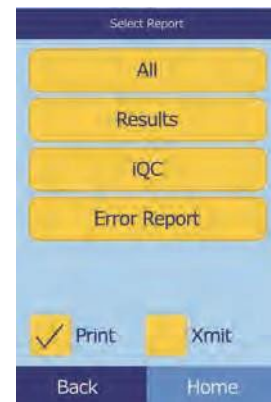 Select Report
All
Results
iQC
Error Report
Print Xmit
Back Home